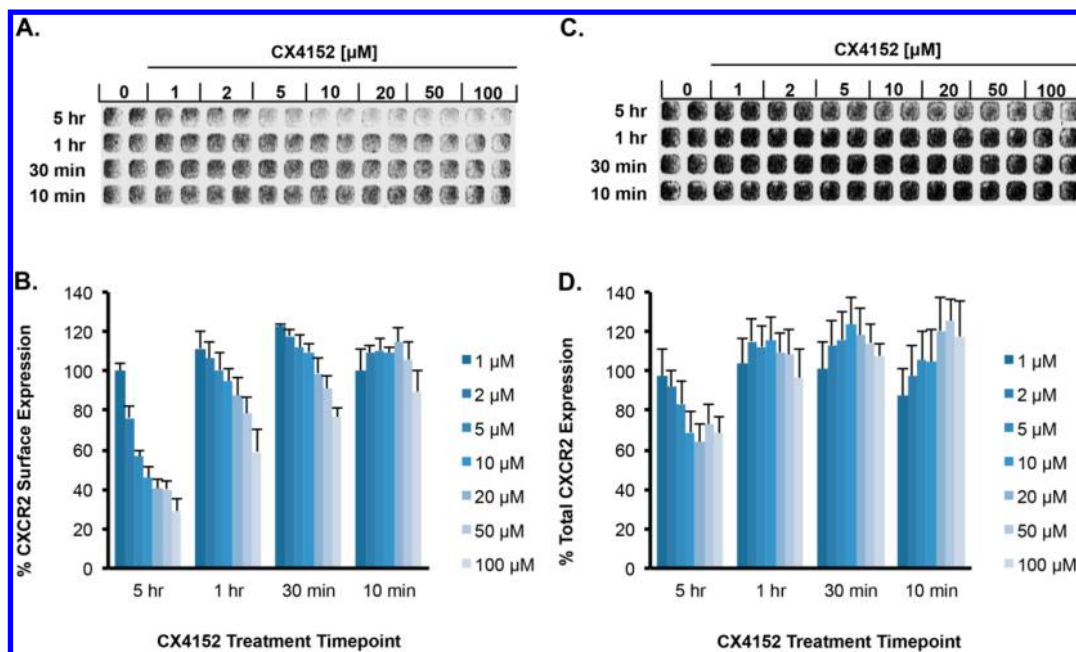 A.
CX4152 [µM]
0 1 2 5 10 20 50 100
5 hr
1 hr
30 min
10 min
C.
CX4152 [µM]
0 1 2 5 10 20 50 100
5 hr
1 hr
30 min
10 min
B.
% CXCR2 Surface Expression
140
120
100
80
60
40
20
0
5 hr 1 hr 30 min 10 min
CX4152 Treatment Timepoint
1 µM
2 µM
5 µM
10 µM
20 µM
50 µM
100 µM
D.
% Total CXCR2 Expression
140
120
100
80
60
40
20
0
5 hr 1 hr 30 min 10 min
CX4152 Treatment Timepoint
1 µM
2 µM
5 µM
10 µM
20 µM
50 µM
100 µM